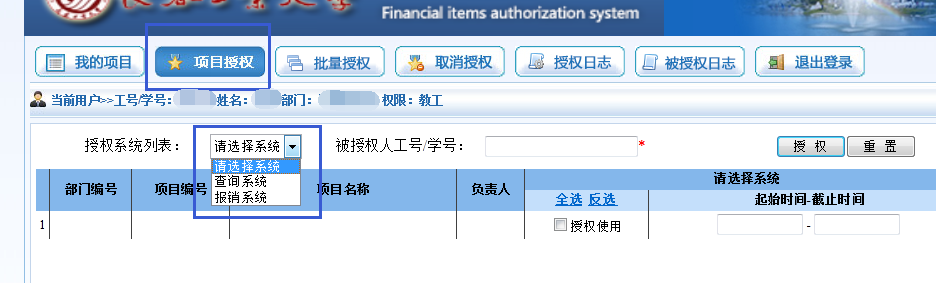 Financial items authorization system
我的项目 项目授权 批量授权 取消授权 授权日志 被授权日志 退出登录
当前用户>>工号/学号： 姓名： 部门： 权限：教工
授权系统列表： 请选择系统 被授权人工号/学号： * 授 权 重 置
请选择系统
查询系统
报销系统
部门编号 项目编号 项目名称 负责人 请选择系统
全选 反选 起始时间-截止时间
1 授权使用 -